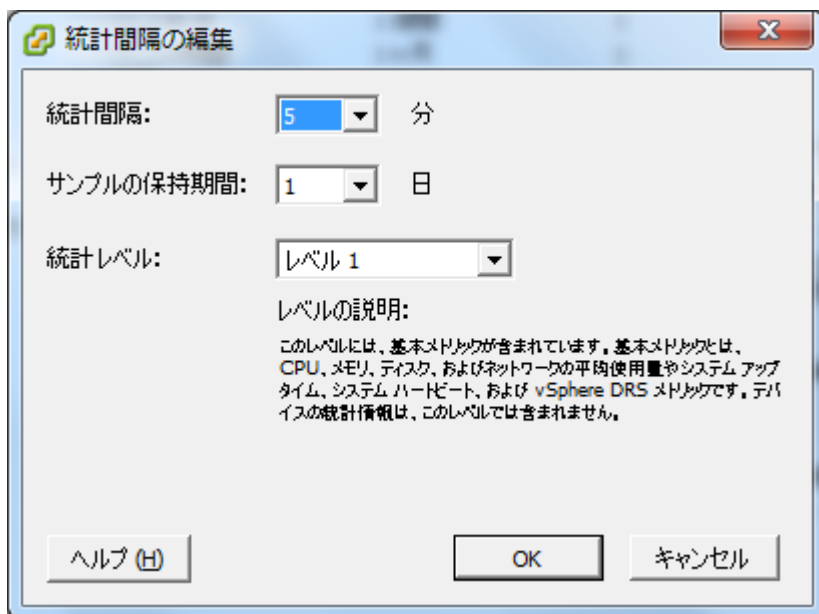 統計間隔の編集
統計間隔: 5 分
サンプルの保持期間: 1 日
統計レベル: レベル 1
レベルの説明:
このレベルには、基本メトリックが含まれています。基本メトリックとは、
CPU、メモリ、ディスク、およびネットワークの平均使用量やシステム アップ
タイム、システム ハートビート、および vSphere DRS メトリックです。デバ
イスの統計情報は、このレベルでは含まれません。
ヘルプ (H) OK キャンセル